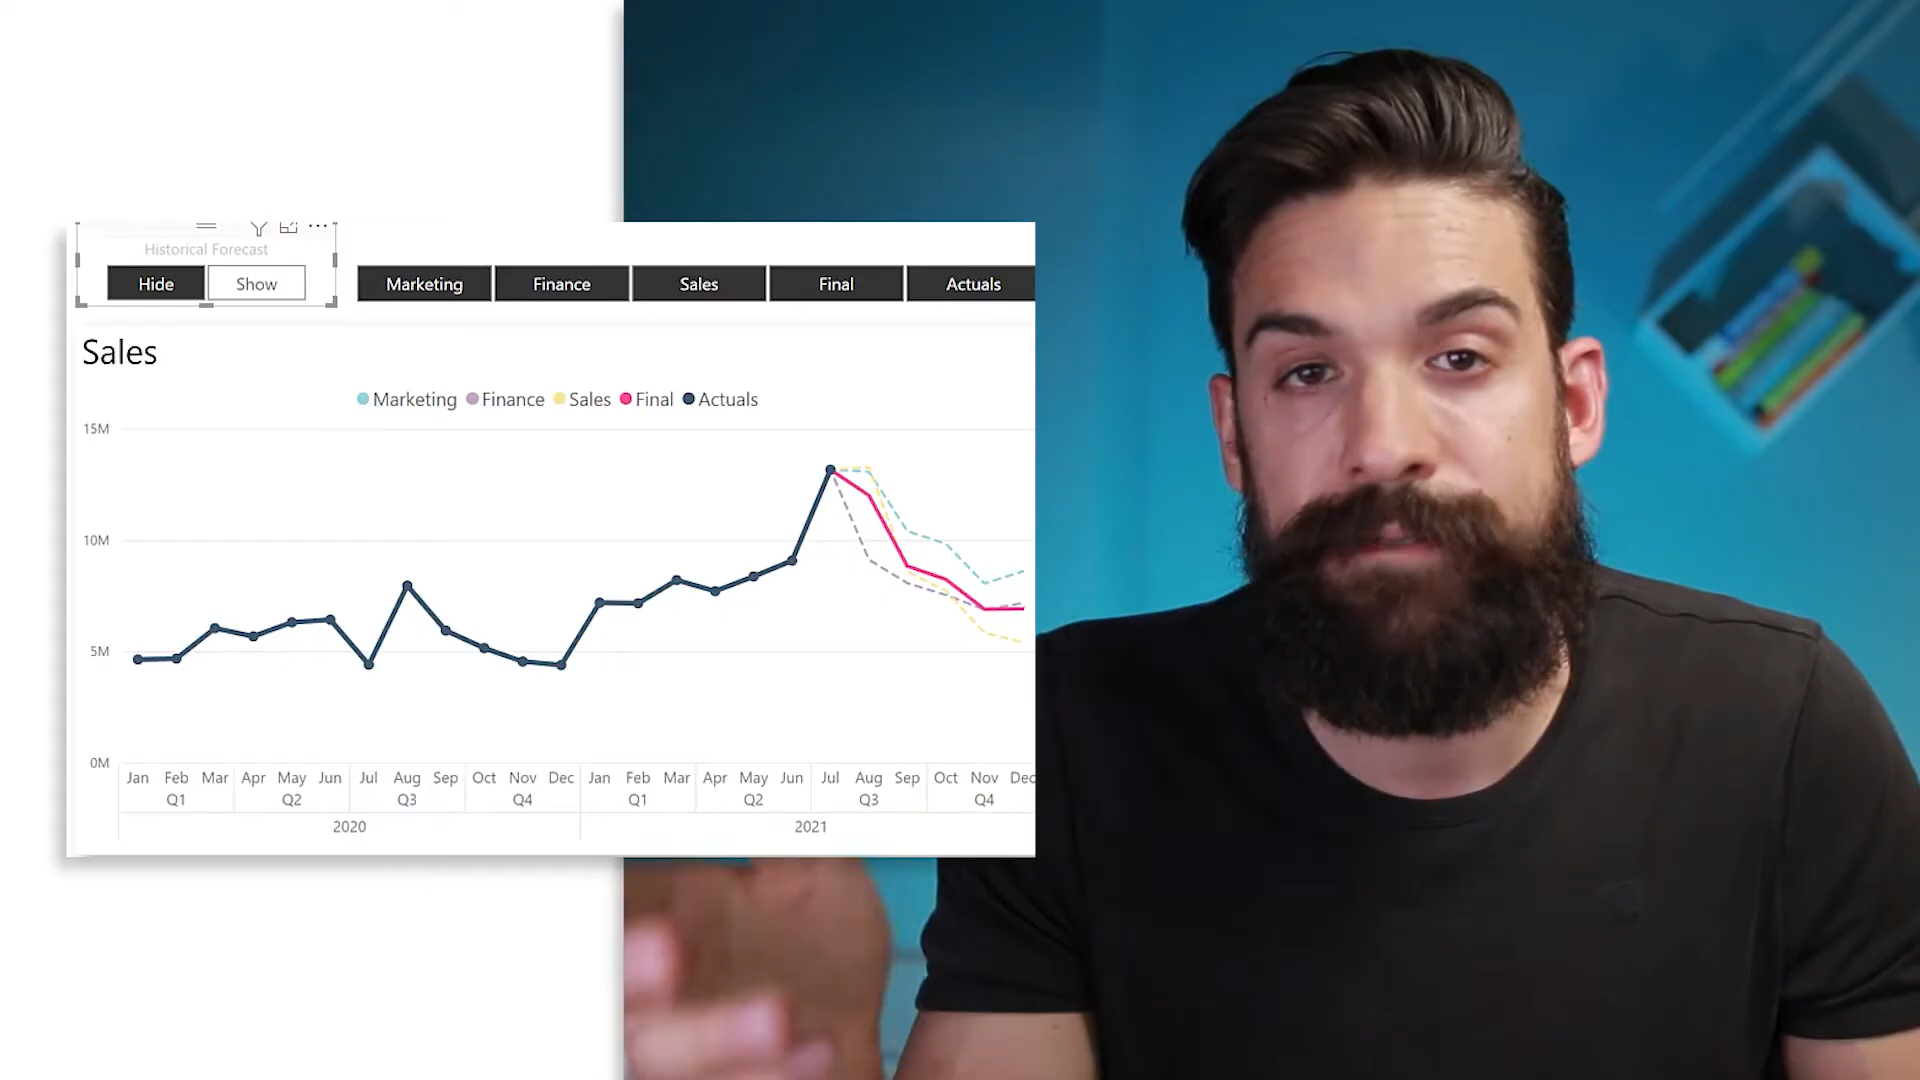 Historical Forecast
Hide Show Marketing Finance Sales Final Actuals
Sales
Marketing Finance Sales Final Actuals
15M
10M
5M
0M
Jan Feb Mar Apr May Jun Jul Aug Sep Oct Nov Dec Jan Feb Mar Apr May Jun Jul Aug Sep Oct Nov Dec
Q1 Q2 Q3 Q4 Q1 Q2 Q3 Q4
2020 2021